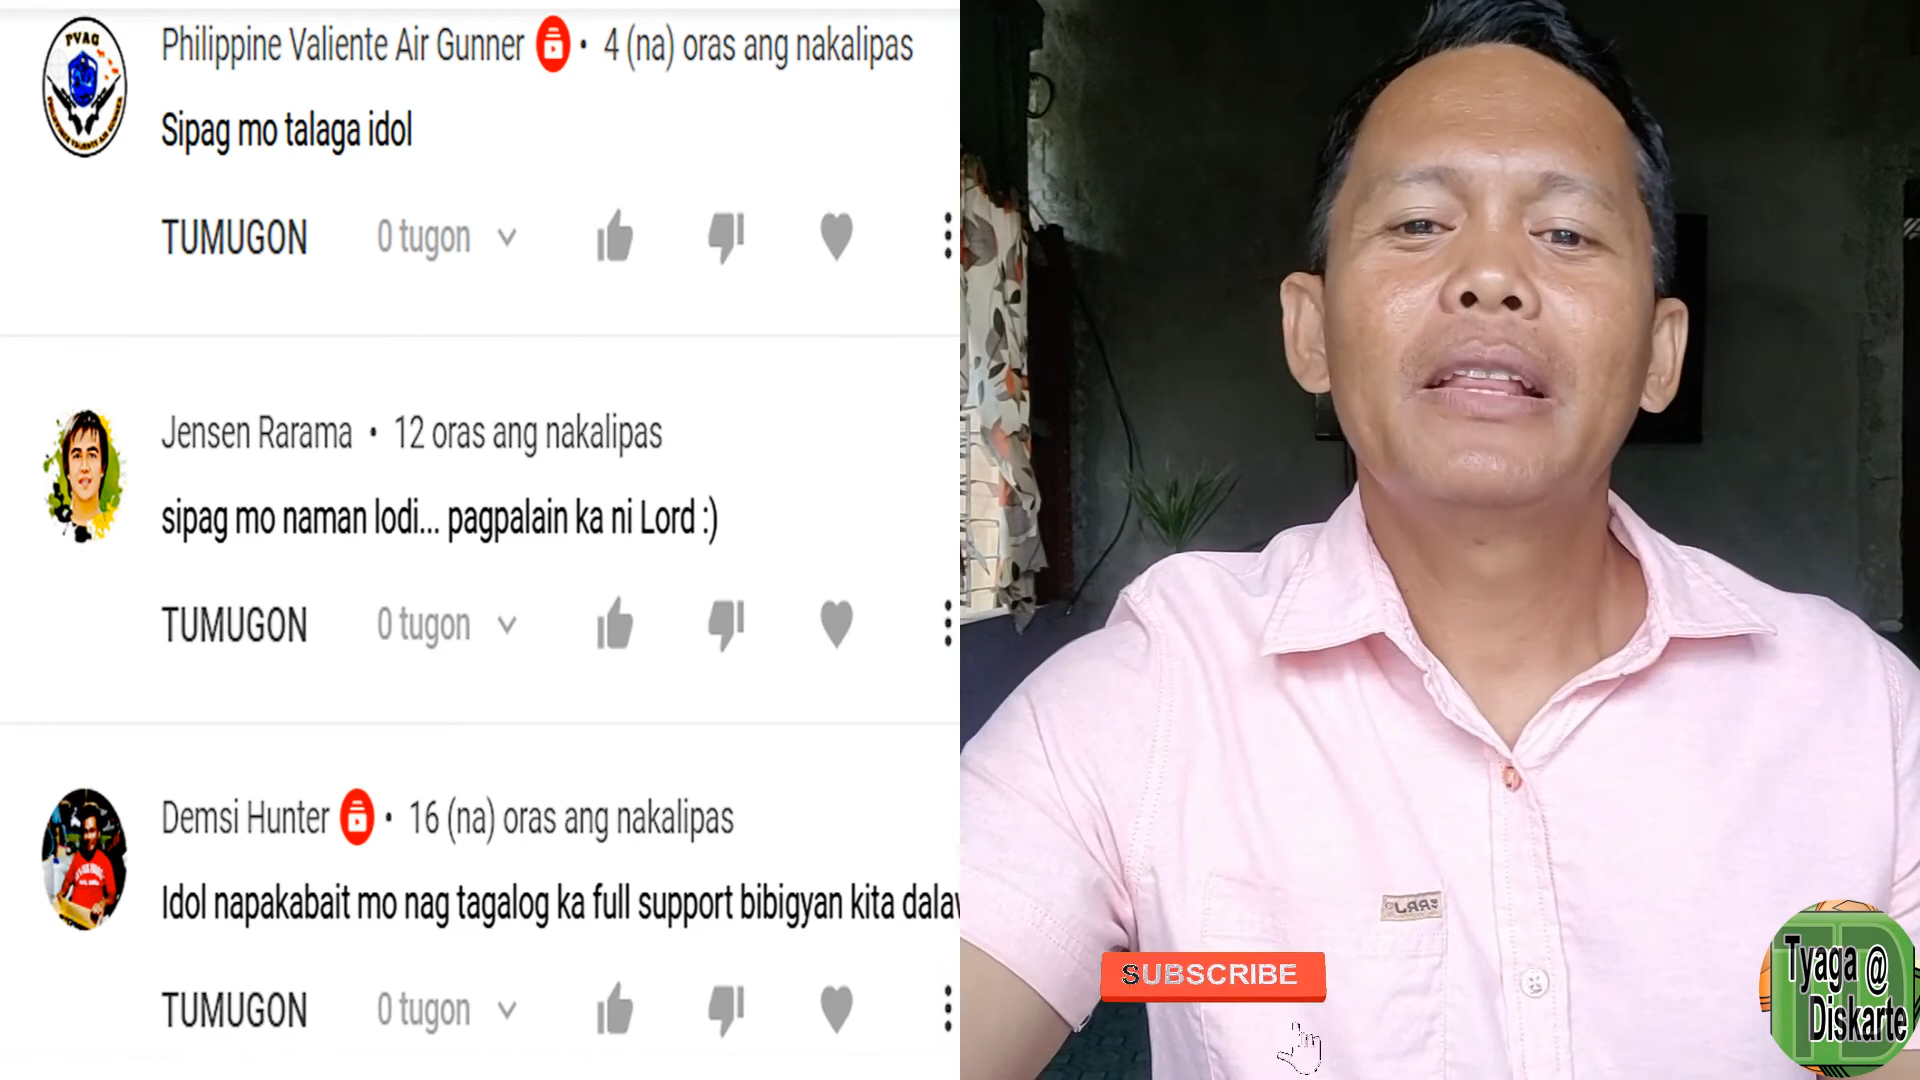 PVAG
Philippine Valiente Air Gunner • 4 (na) oras ang nakalipas
Sipag mo talaga idol
TUMUGON 0 tugon
Jensen Rarama • 12 oras ang nakalipas
sipag mo naman lodi... pagpalain ka ni Lord :)
TUMUGON 0 tugon
Demsi Hunter • 16 (na) oras ang nakalipas
Idol napakabait mo nag tagalog ka full support bibigyan kita
TUMUGON 0 tugon
SUBSCRIBE
Tyaga @
Diskarte